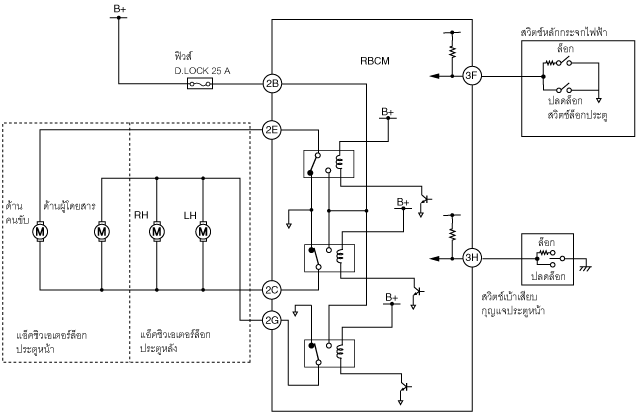 B+
ฟิวส์
D.LOCK 25 A
RBCM
สวิตช์หลักกระจกไฟฟ้า
ล็อก
ปลดล็อก
สวิตช์ล็อกประตู
2B
3F
2E
B+
ด้าน
คนขับ
ด้านผู้โดยสาร
RH
LH
M
M
M
M
B+
3H
ล็อก
ปลดล็อก
สวิตช์เบ้าเสียบ
กุญแจประตูหน้า
2C
2G
B+
แอ็คชิวเอเตอร์ล็อก
ประตูหน้า
แอ็คชิวเอเตอร์ล็อก
ประตูหลัง